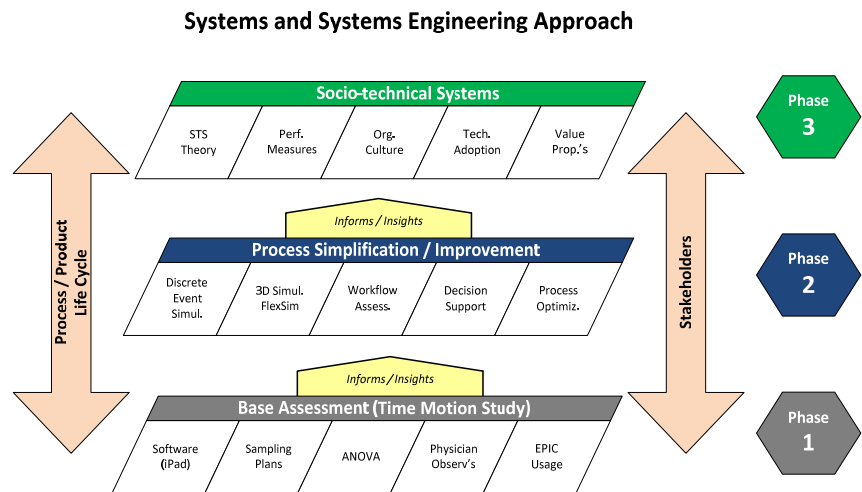 Systems and Systems Engineering Approach
Socio-technical Systems
STS
Theory
Perf.
Measures
Org.
Culture
Tech.
Adoption
Value
Prop.'s
Phase
3
Informs / Insights
Process Simplification / Improvement
Discrete
Event
Simul.
3D Simul.
FlexSim
Workflow
Assess.
Decision
Support
Process
Optimiz.
Phase
2
Process / Product
Life Cycle
Stakeholders
Informs / Insights
Base Assessment (Time Motion Study)
Software
(iPad)
Sampling
Plans
ANOVA
Physician
Observ's
EPIC
Usage
Phase
1